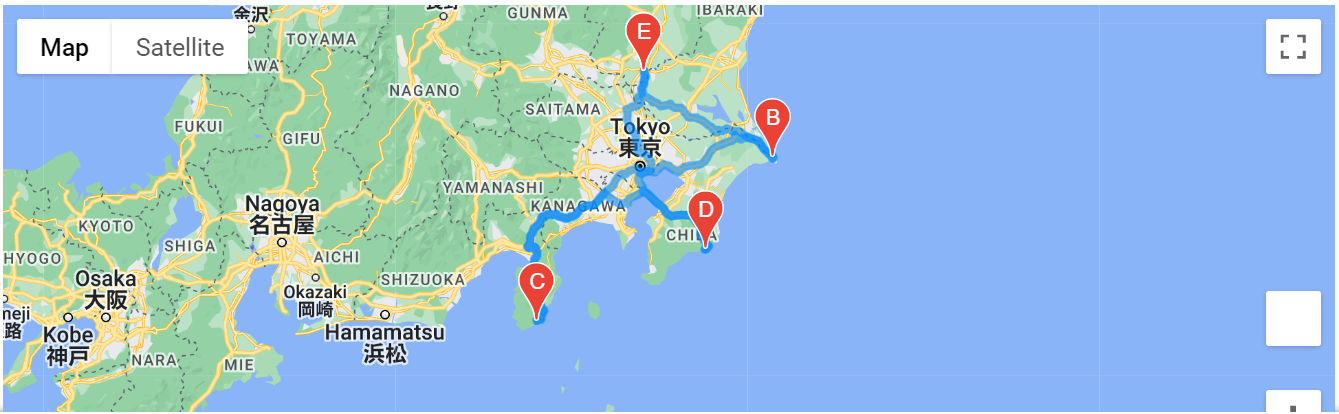 金沢
GUNMA
IBARAKI
Map
Satellite
TOYAMA
E
NAGANO
SAITAMA
B
FUKUI
GIFU
Tokyo
東京
YAMANASHI
Nagoya
名古屋
KANAGAWA
D
KYOTO
SHIGA
CHIBA
HYOGO
AICHI
Osaka
大阪
SHIZUOKA
C
Okazaki
岡崎
meji
路
Kobe
神戸
Hamamatsu
浜松
NARA
MIE